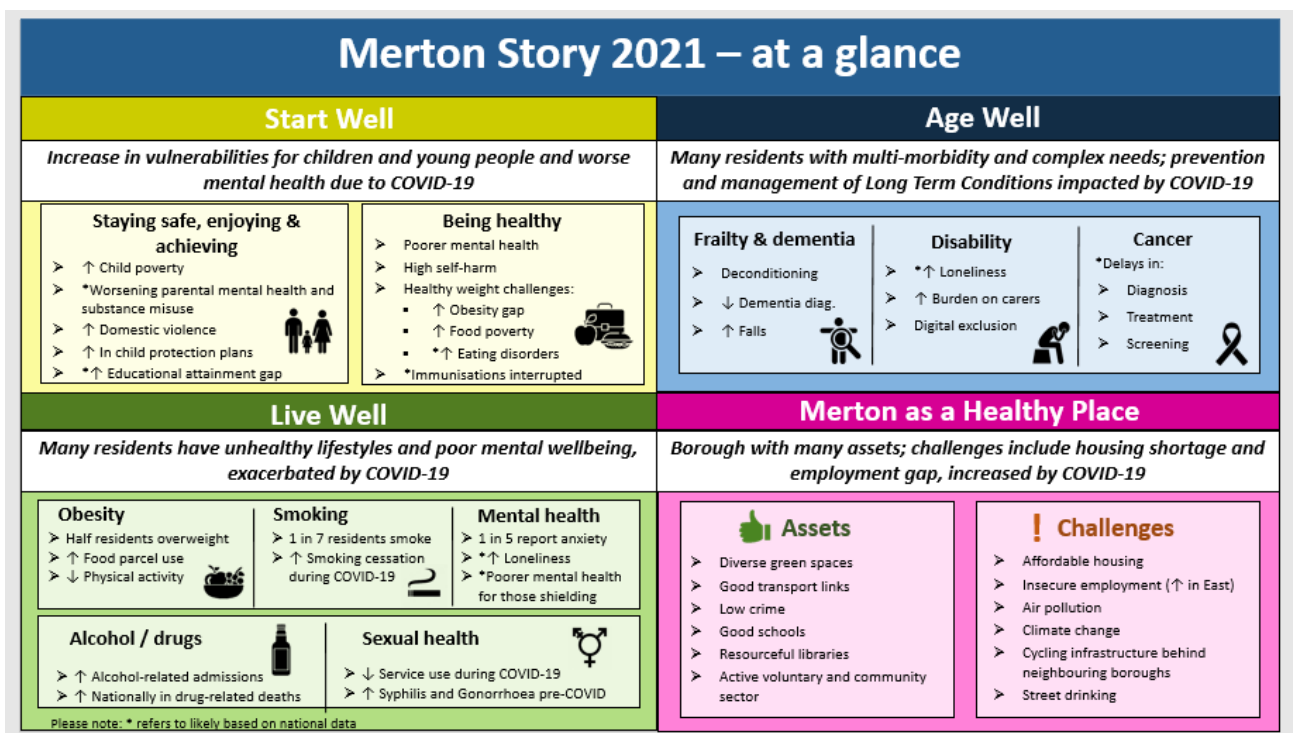 Merton Story 2021 – at a glance
Start Well
Increase in vulnerabilities for children and young people and worse
mental health due to COVID-19
Staying safe, enjoying &
achieving
➤ ↑ Child poverty
➤ *Worsening parental mental health and
substance misuse
➤ ↑ Domestic violence
➤ ↑ In child protection plans
➤ *↑ Educational attainment gap
Being healthy
➤ Poorer mental health
➤ High self-harm
➤ Healthy weight challenges:
▪ ↑ Obesity gap
▪ ↑ Food poverty
▪ *↑ Eating disorders
➤ *Immunisations interrupted
Age Well
Many residents with multi-morbidity and complex needs; prevention
and management of Long Term Conditions impacted by COVID-19
Frailty & dementia
➤ Deconditioning
➤ ↓ Dementia diag.
➤ ↑ Falls
Disability
➤ *↑ Loneliness
➤ ↑ Burden on carers
➤ Digital exclusion
Cancer
*Delays in:
➤ Diagnosis
➤ Treatment
➤ Screening
Live Well
Many residents have unhealthy lifestyles and poor mental wellbeing,
exacerbated by COVID-19
Obesity
➤ Half residents overweight
➤ ↑ Food parcel use
➤ ↓ Physical activity
Smoking
➤ 1 in 7 residents smoke
➤ ↑ Smoking cessation
during COVID-19
Mental health
➤ 1 in 5 report anxiety
➤ *↑ Loneliness
➤ *Poorer mental health
for those shielding
Alcohol / drugs
➤ ↑ Alcohol-related admissions
➤ ↑ Nationally in drug-related deaths
Sexual health
➤ ↓ Service use during COVID-19
➤ ↑ Syphilis and Gonorrhoea pre-COVID
Please note: * refers to likely based on national data
Merton as a Healthy Place
Borough with many assets; challenges include housing shortage and
employment gap, increased by COVID-19
Assets
➤ Diverse green spaces
➤ Good transport links
➤ Low crime
➤ Good schools
➤ Resourceful libraries
➤ Active voluntary and community
sector
! Challenges
➤ Affordable housing
➤ Insecure employment (↑ in East)
➤ Air pollution
➤ Climate change
➤ Cycling infrastructure behind
neighbouring boroughs
➤ Street drinking